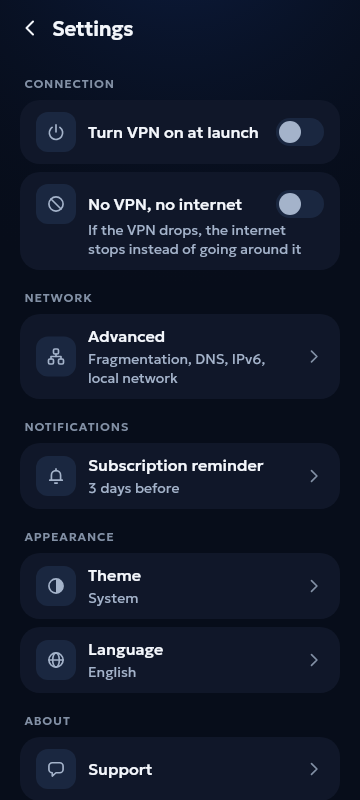 Settings
CONNECTION
Turn VPN on at launch
No VPN, no internet
If the VPN drops, the internet
stops instead of going around it
NETWORK
Advanced
Fragmentation, DNS, IPv6,
local network
NOTIFICATIONS
Subscription reminder
3 days before
APPEARANCE
Theme
System
Language
English
ABOUT
Support